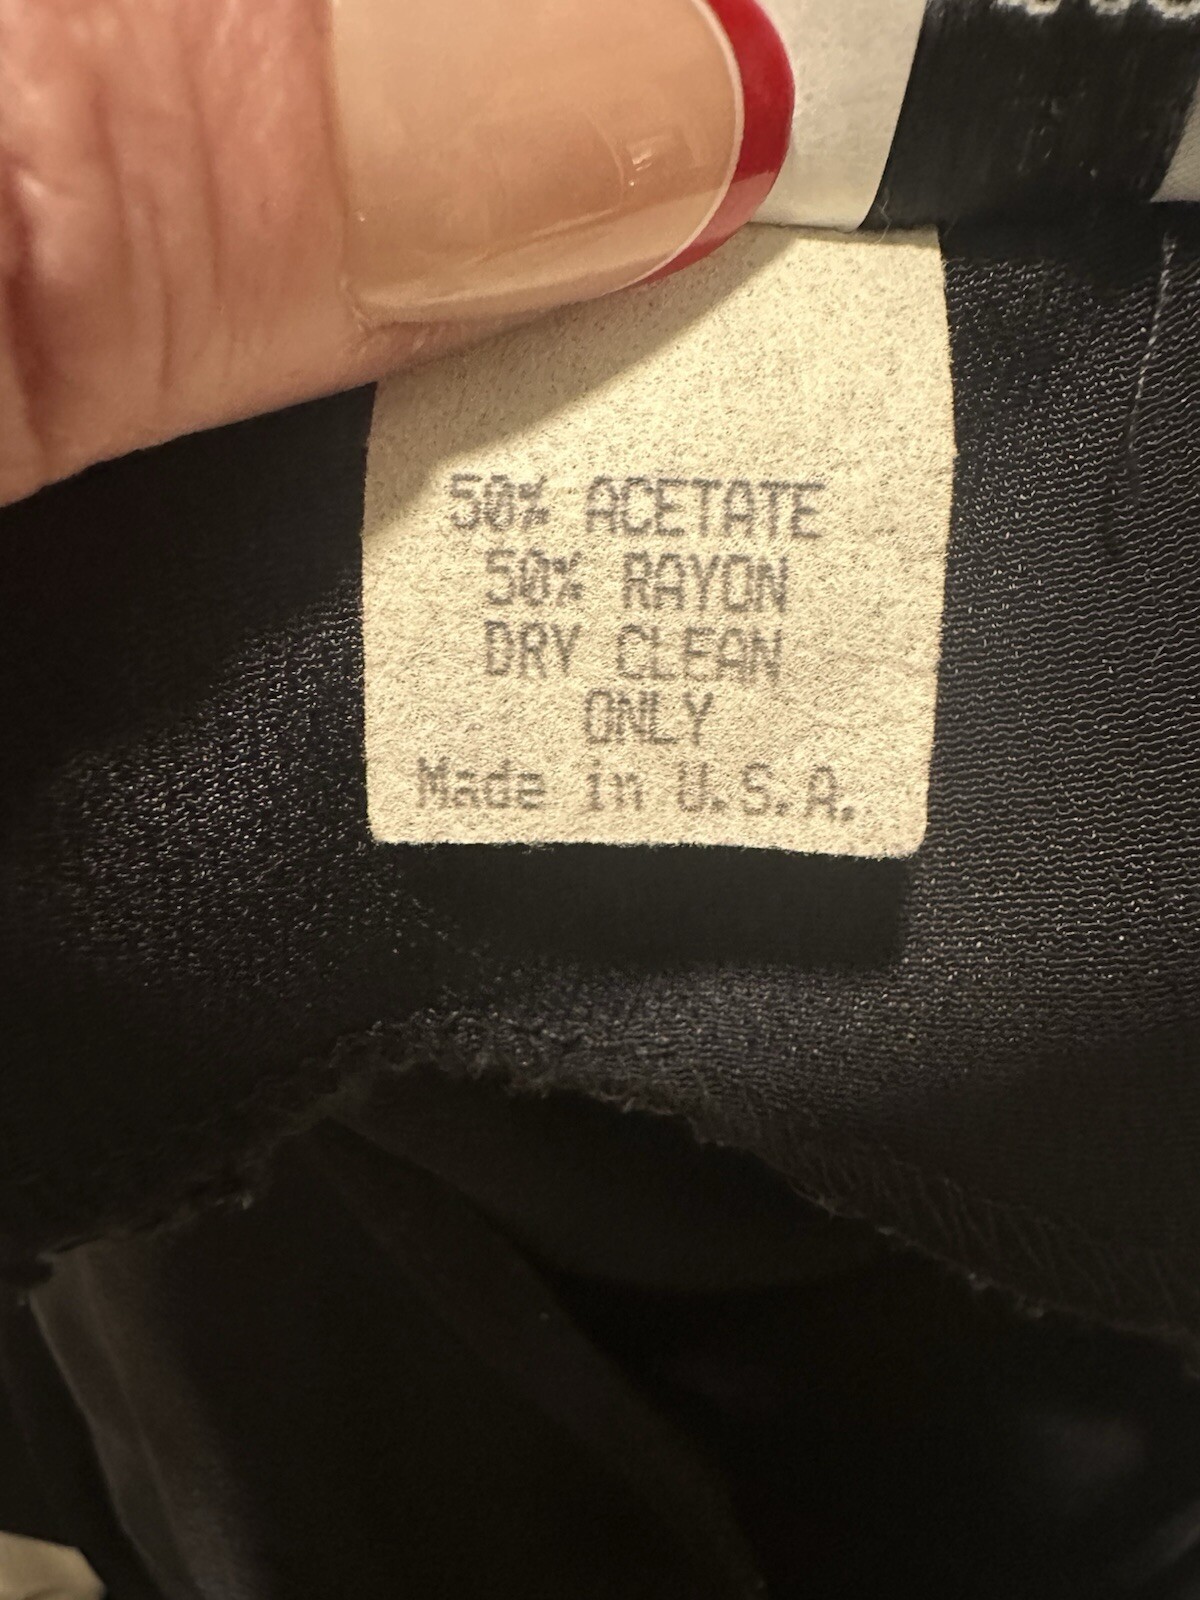 50% ACETATE
50% RAYON
DRY CLEAN
ONLY
Made in U.S.A.